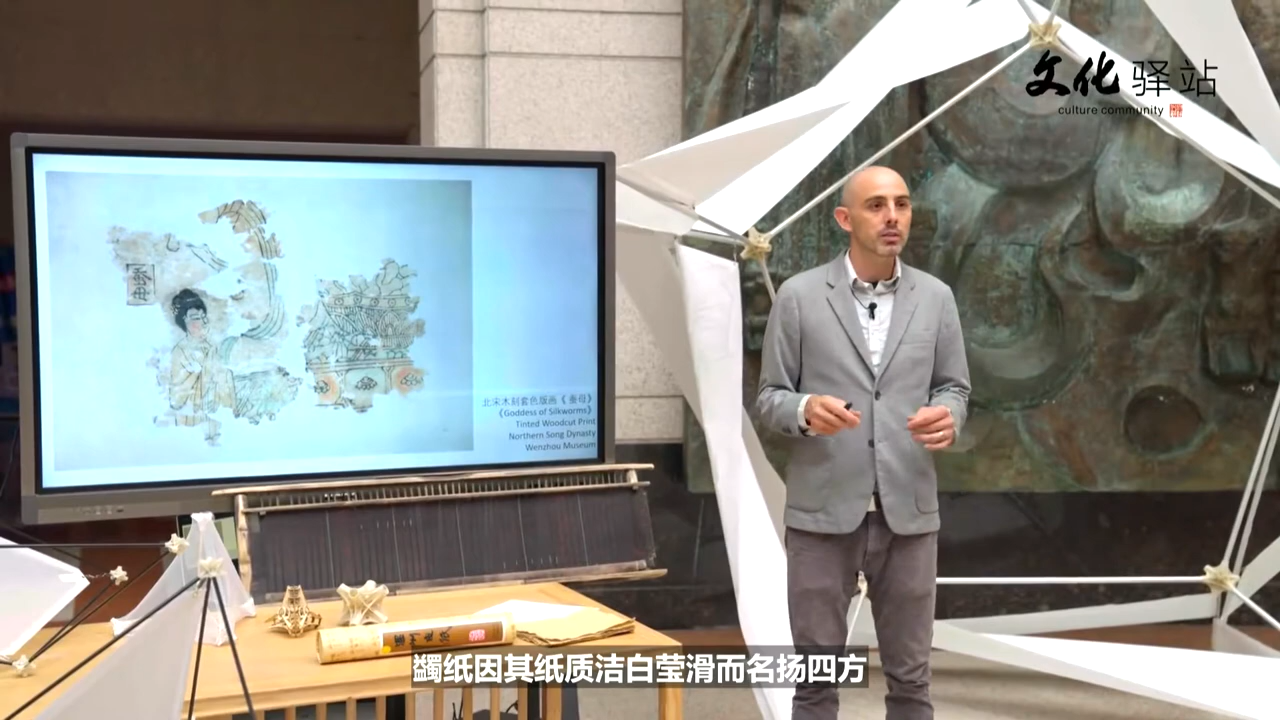 文化驿站
culture community
蚕母
北宋木刻套色版画《 蚕母》
《Goddess of Silkworms》
Tinted Woodcut Print
Northern Song Dynasty
Wenzhou Museum
蠲纸因其纸质洁白莹滑而名扬四方